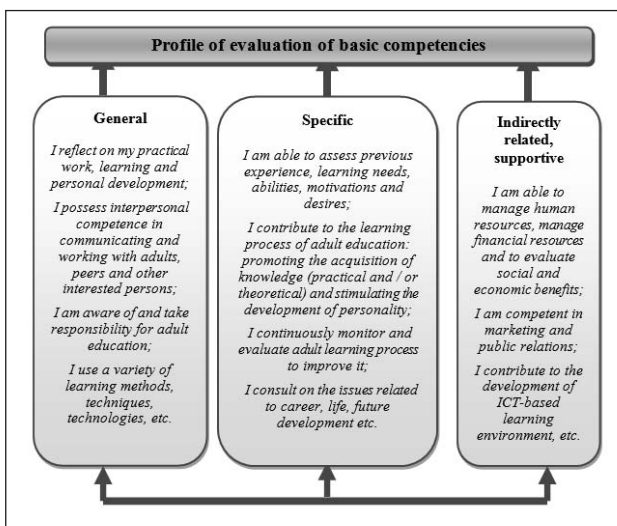 Profile of evaluation of basic competencies
General
I reflect on my practical
work, learning and
personal development;
I possess interpersonal
competence in
communicating and
working with adults,
peers and other
interested persons;
I am aware of and take
responsibility for adult
education;
I use a variety of
learning methods,
techniques,
technologies, etc.
Specific
I am able to assess previous
experience, learning needs,
abilities, motivations and
desires;
I contribute to the learning
process of adult education:
promoting the acquisition of
knowledge (practical and / or
theoretical) and stimulating the
development of personality;
I continuously monitor and
evaluate adult learning process
to improve it;
I consult on the issues related
to career, life, future
development etc.
Indirectly
related,
supportive
I am able to
manage human
resources, manage
financial resources
and to evaluate
social and
economic benefits;
I am competent in
marketing and
public relations;
I contribute to the
development of
ICT-based
learning
environment, etc.